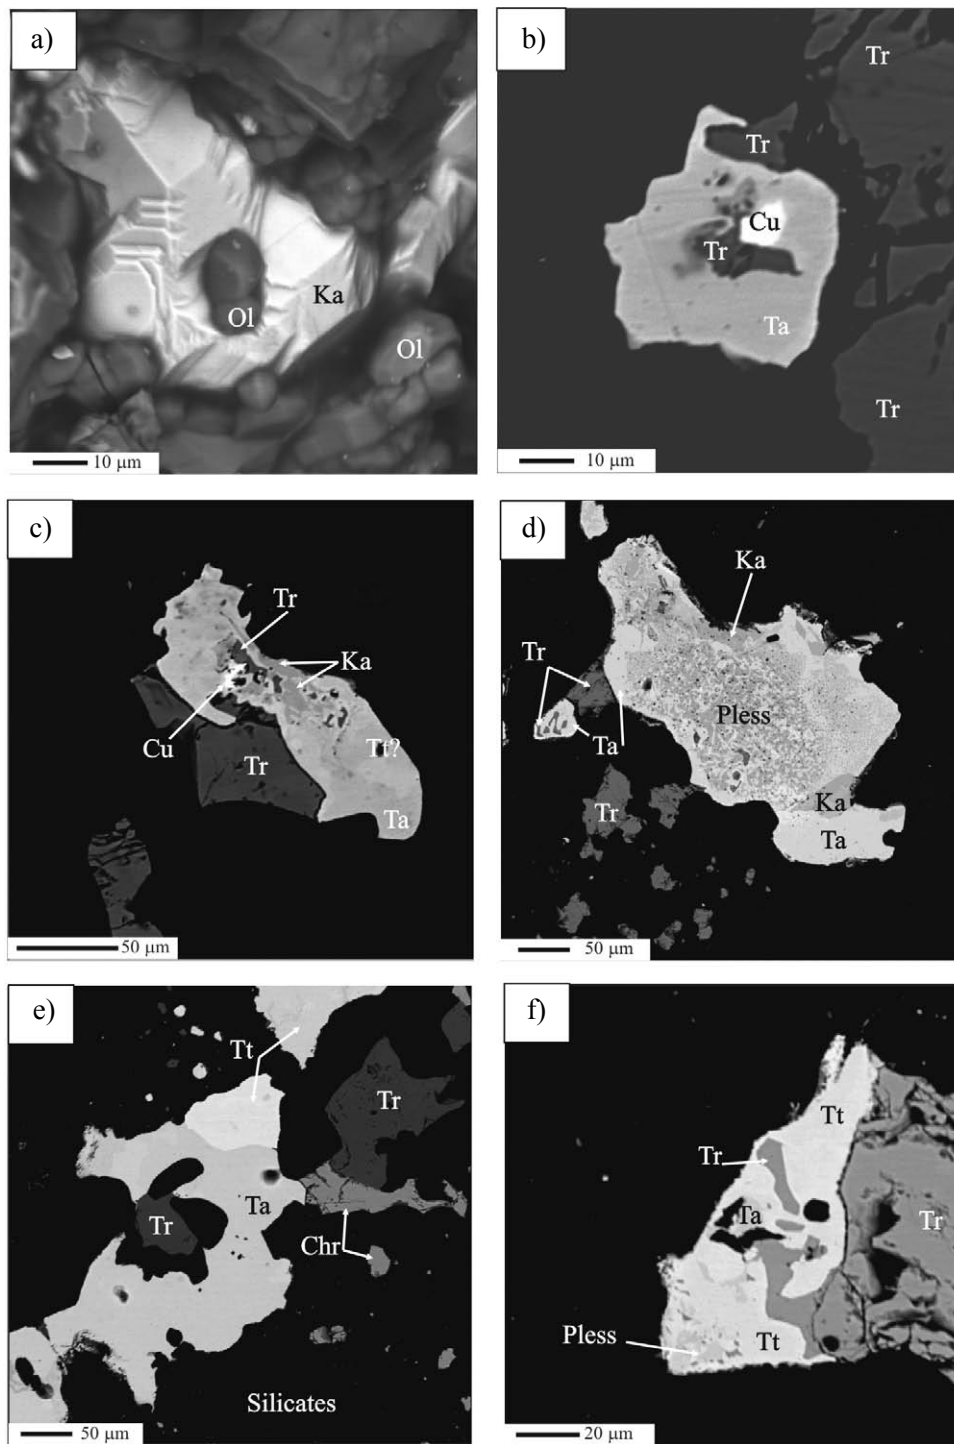 a)
Ka
Ol
Ol
10 μm
b)
Tr
Tr
Cu
Tr
Ta
Tr
10 μm
c)
Tr
Ka
Cu
Tt?
Tr
Ta
50 μm
d)
Ka
Tr
Pless
Ta
Ka
Tr
Ta
50 μm
e)
Tt
Tr
Ta
Tr
Chr
Silicates
50 μm
f)
Tt
Tr
Ta
Tr
Pless
Tt
20 μm